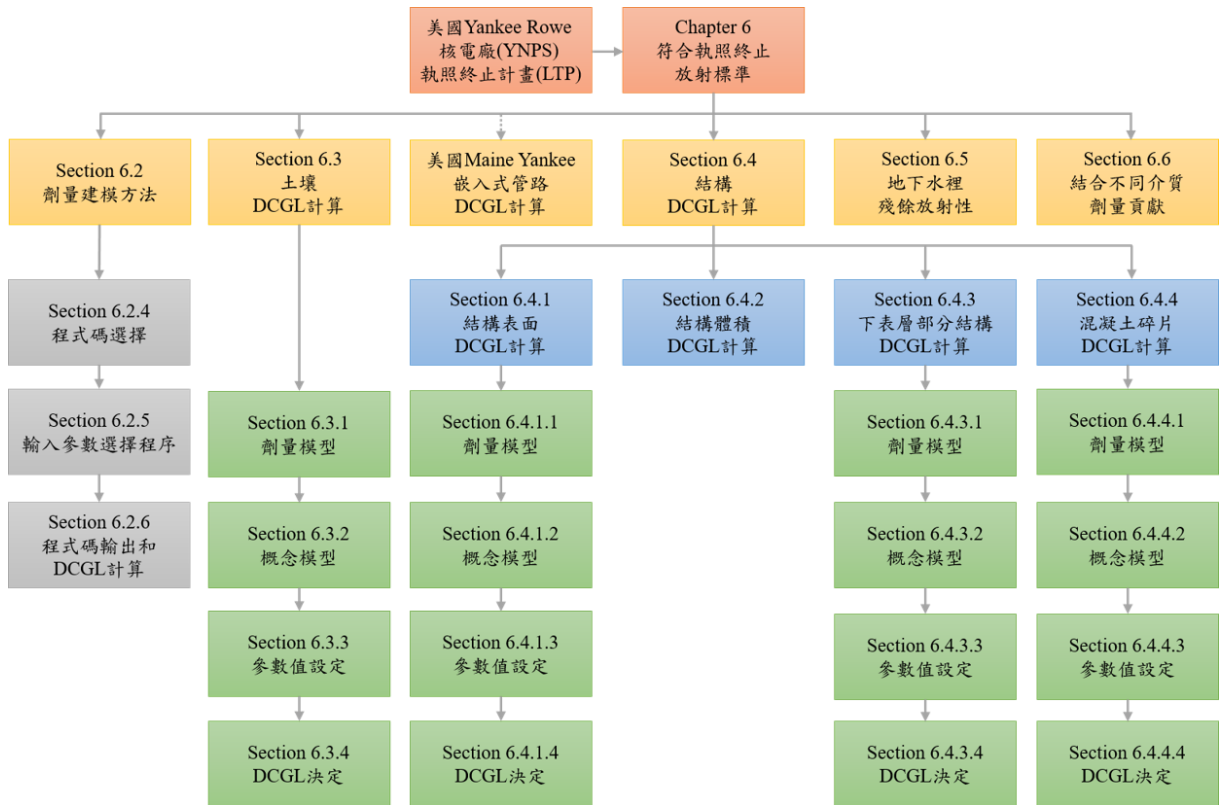 美國Yankee Rowe
核電廠(YNPS)
執照終止計畫(LTP)
Chapter 6
符合執照終止
放射標準
Section 6.2
劑量建模方法
Section 6.3
土壤
DCGL計算
美國Maine Yankee
嵌入式管路
DCGL計算
Section 6.4
結構
DCGL計算
Section 6.5
地下水裡
殘餘放射性
Section 6.6
結合不同介質
劑量貢獻
Section 6.2.4
程式碼選擇
Section 6.4.1
結構表面
DCGL計算
Section 6.4.2
結構體積
DCGL計算
Section 6.4.3
下表層部分結構
DCGL計算
Section 6.4.4
混凝土碎片
DCGL計算
Section 6.2.5
輸入參數選擇程序
Section 6.3.1
劑量模型
Section 6.4.1.1
劑量模型
Section 6.4.3.1
劑量模型
Section 6.4.4.1
劑量模型
Section 6.2.6
程式碼輸出和
DCGL計算
Section 6.3.2
概念模型
Section 6.4.1.2
概念模型
Section 6.4.3.2
概念模型
Section 6.4.4.2
概念模型
Section 6.3.3
參數值設定
Section 6.4.1.3
參數值設定
Section 6.4.3.3
參數值設定
Section 6.4.4.3
參數值設定
Section 6.3.4
DCGL決定
Section 6.4.1.4
DCGL決定
Section 6.4.3.4
DCGL決定
Section 6.4.4.4
DCGL決定